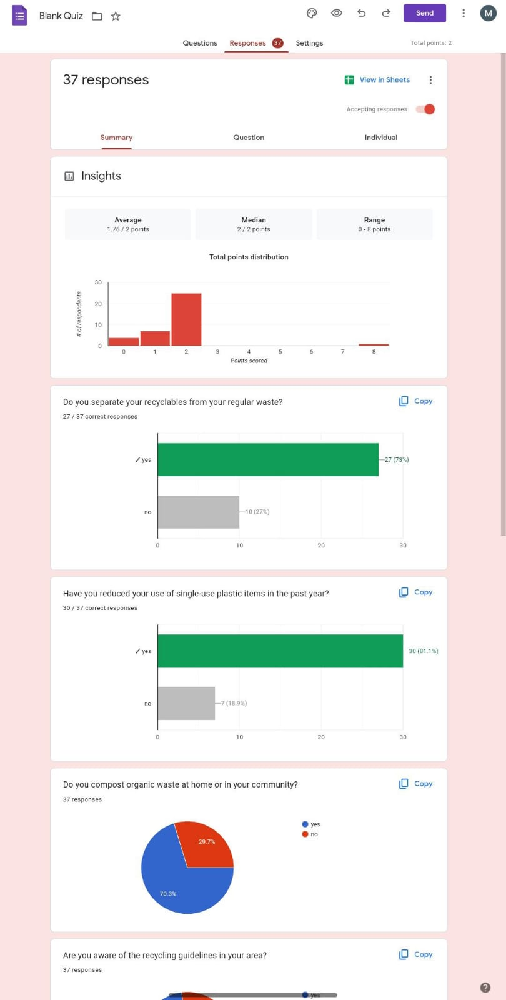 Blank Quiz
Send
M
Questions Responses 37 Settings Total points: 2
37 responses
View in Sheets
Accepting responses
Summary Question Individual
Insights
Average Median Range
1.76 / 2 points 2 / 2 points 0 - 8 points
Total points distribution
# of respondents
30
20
10
0
0 1 2 3 4 5 6 7 8
Points scored
Do you separate your recyclables from your regular waste?
Copy
27 / 37 correct responses
✓ yes 27 (73%)
no 10 (27%)
0 10 20 30
Have you reduced your use of single-use plastic items in the past year?
Copy
30 / 37 correct responses
✓ yes 30 (81.1%)
no 7 (18.9%)
0 10 20 30
Do you compost organic waste at home or in your community?
Copy
37 responses
yes
no
29.7%
70.3%
Are you aware of the recycling guidelines in your area?
Copy
37 responses
yes
?